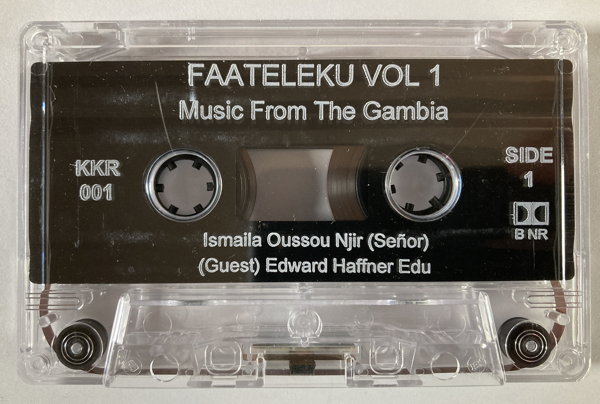 FAATELEKU VOL 1
Music From The Gambia
KKR
001
SIDE
1
B NR
Ismaila Oussou Njir (Señor)
(Guest) Edward Haffner Edu